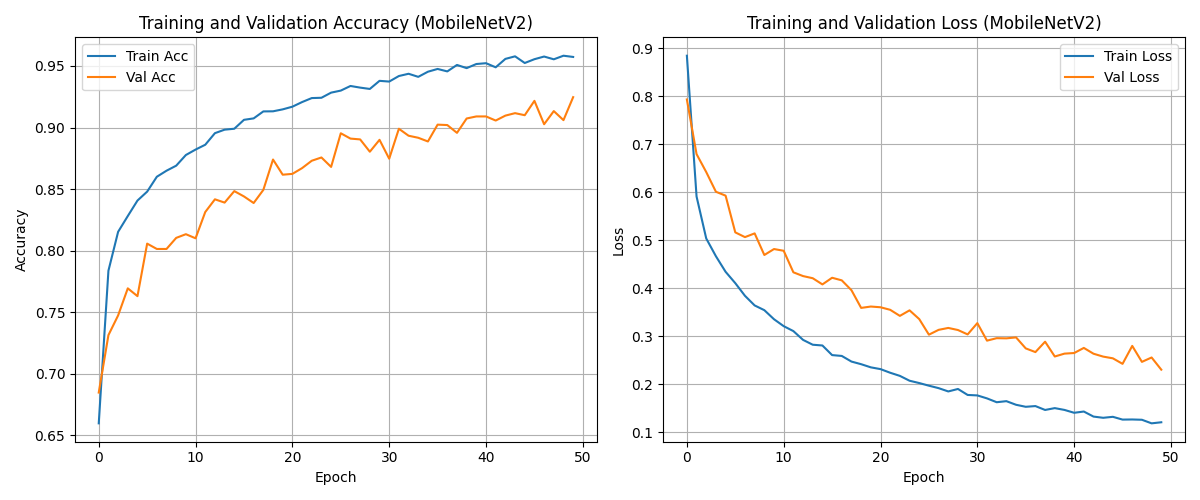 Training and Validation Accuracy (MobileNetV2)
Train Acc
Val Acc
0.95
0.90
0.85
0.80
0.75
0.70
0.65
Accuracy
0 10 20 30 40 50
Epoch
Training and Validation Loss (MobileNetV2)
Train Loss
Val Loss
0.9
0.8
0.7
0.6
0.5
0.4
0.3
0.2
0.1
Loss
0 10 20 30 40 50
Epoch